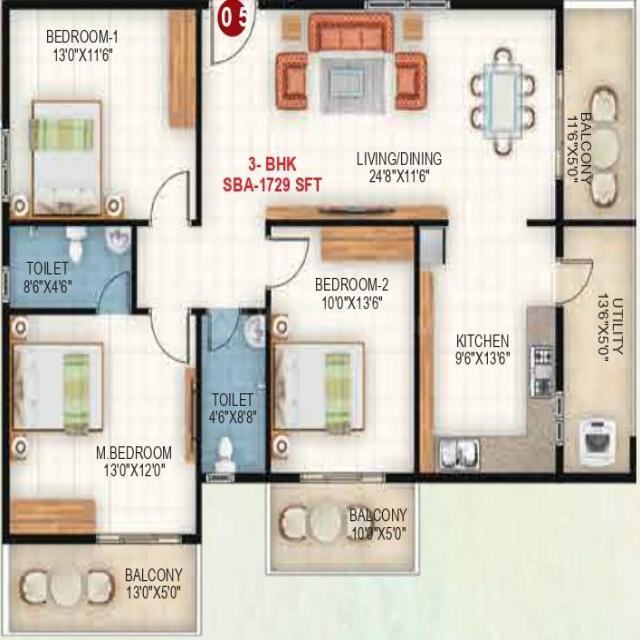 05
BEDROOM-1
13'0"X11'6"
3- BHK
SBA-1729 SFT
LIVING/DINING
24'8"X11'6"
BALCONY
11'6"X5'0"
TOILET
8'6"X4'6"
BEDROOM-2
10'0"X13'6"
KITCHEN
9'6"X13'6"
UTILITY
13'6"X5'0"
TOILET
4'6"X8'8"
M.BEDROOM
13'0"X12'0"
BALCONY
10'0"X5'0"
BALCONY
13'0"X5'0"